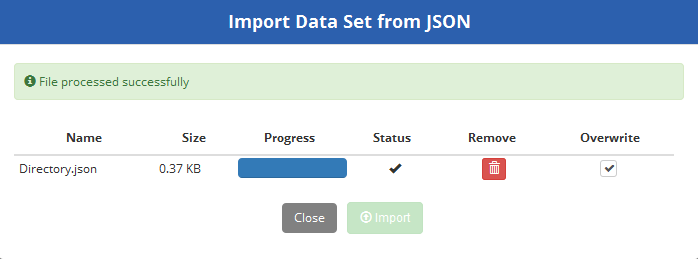 Import Data Set from JSON
File processed successfully
Name Size Progress Status Remove Overwrite
Directory.json 0.37 KB
Close Import